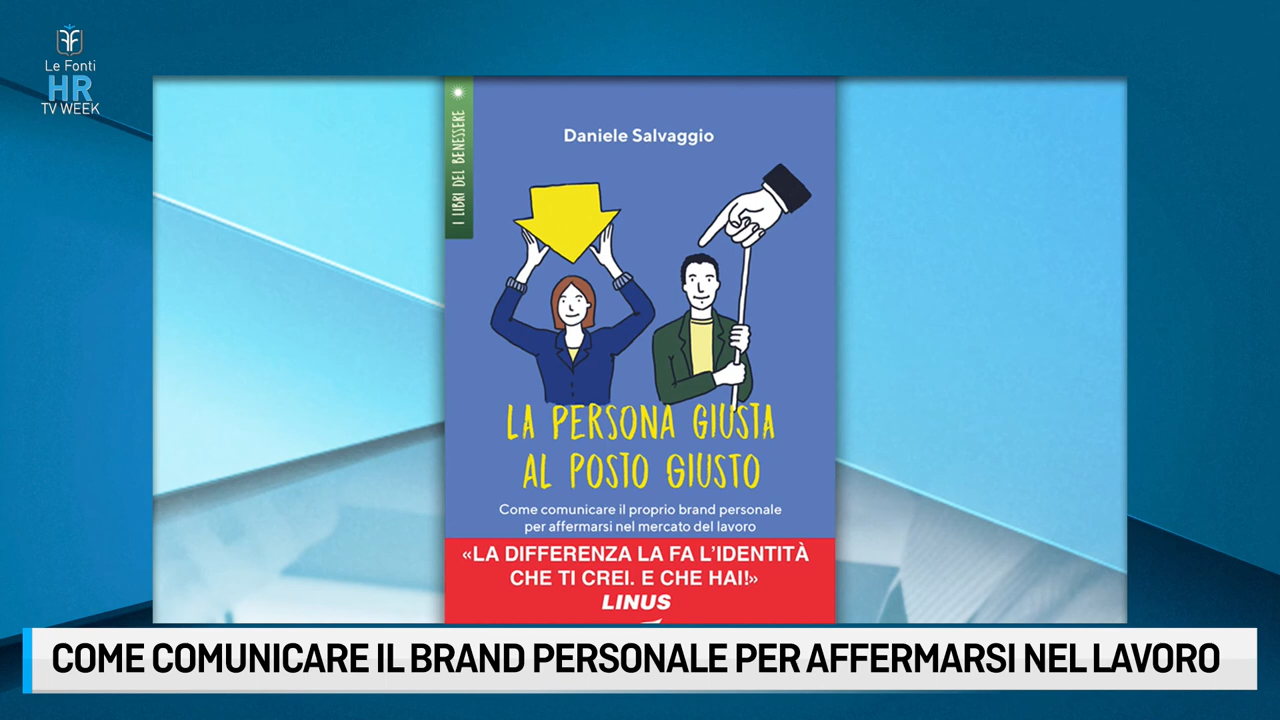 Le Fonti
HR
TV WEEK
I LIBRI DEL BENESSERE
Daniele Salvaggio
LA PERSONA GIUSTA
AL POSTO GIUSTO
Come comunicare il proprio brand personale
per affermarsi nel mercato del lavoro
«LA DIFFERENZA LA FA L'IDENTITÀ
CHE TI CREI. E CHE HAI!»
LINUS
COME COMUNICARE IL BRAND PERSONALE PER AFFERMARSI NEL LAVORO